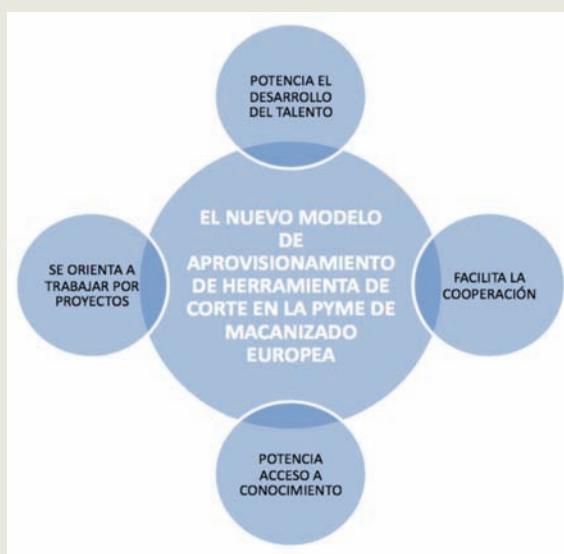 POTENCIA EL
DESARROLLO
DEL TALENTO
EL NUEVO MODELO
DE
APROVISIONAMIENTO
DE HERRAMIENTA DE
CORTE EN LA PYME DE
MACANIZADO
EUROPEA
SE ORIENTA A
TRABAJAR POR
PROYECTOS
FACILITA LA
COOPERACIÓN
POTENCIA
ACCESO A
CONOCIMIENTO